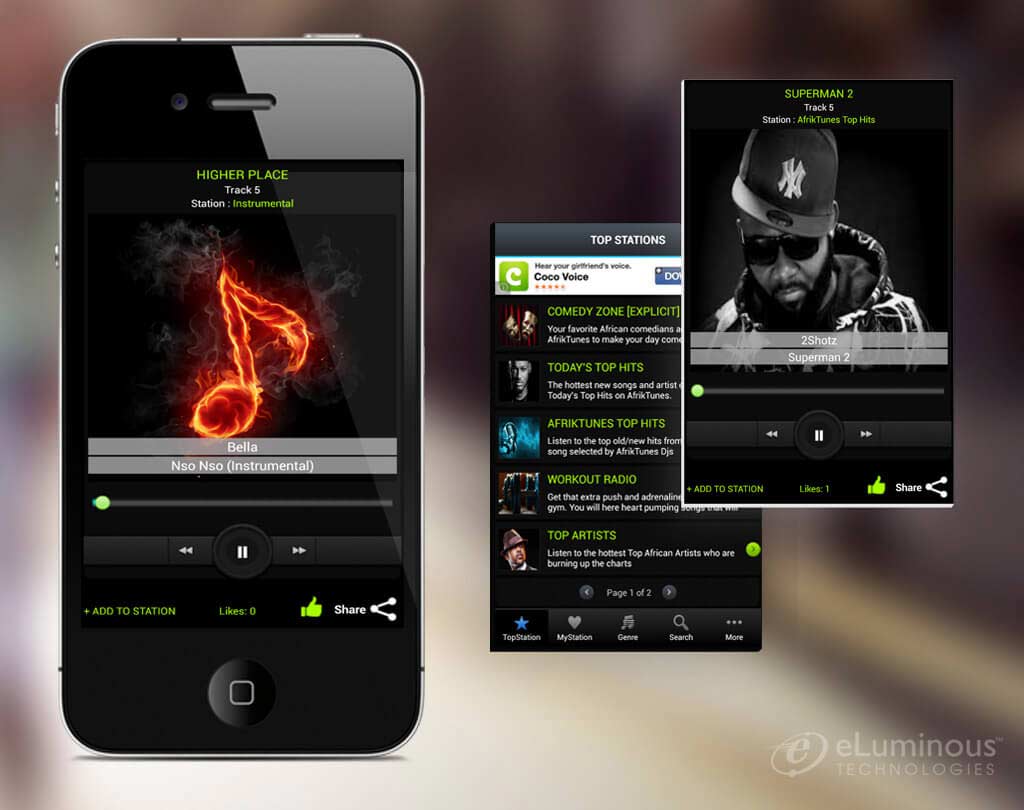 HIGHER PLACE
Track 5
Station : Instrumental
Bella
Nso Nso (Instrumental)
+ ADD TO STATION
Likes: 0
Share
TOP STATIONS
Hear your girlfriend's voice.
Coco Voice
DOW
COMEDY ZONE [EXPLICIT]
Your favorite African comedians a
AfrikTunes to make your day come
TODAY'S TOP HITS
The hottest new songs and artist
Today's Top Hits on AfrikTunes.
AFRIKTUNES TOP HITS
Listen to the top old/new hits from
song selected by AfrikTunes Djs
WORKOUT RADIO
Get that extra push and adrenaline
gym. You will here heart pumping songs that will
TOP ARTISTS
Listen to the hottest Top African Artists who are
burning up the charts
Page 1 of 2
TopStation
MyStation
Genre
Search
More
SUPERMAN 2
Track 5
Station : AfrikTunes Top Hits
NY
2Shotz
Superman 2
+ ADD TO STATION
Likes: 1
Share
eLuminous™
TECHNOLOGIES